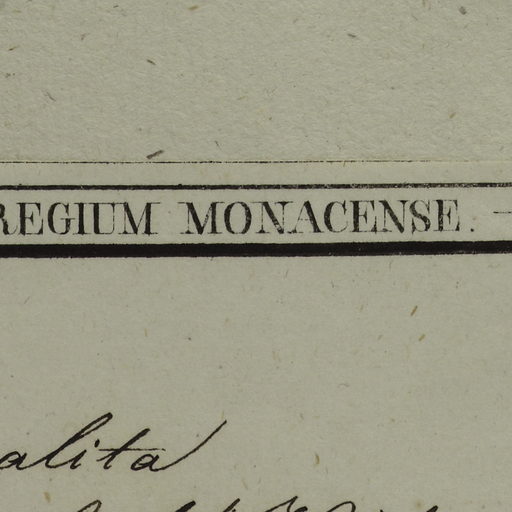 REGIUM MONACENSE. —
alita